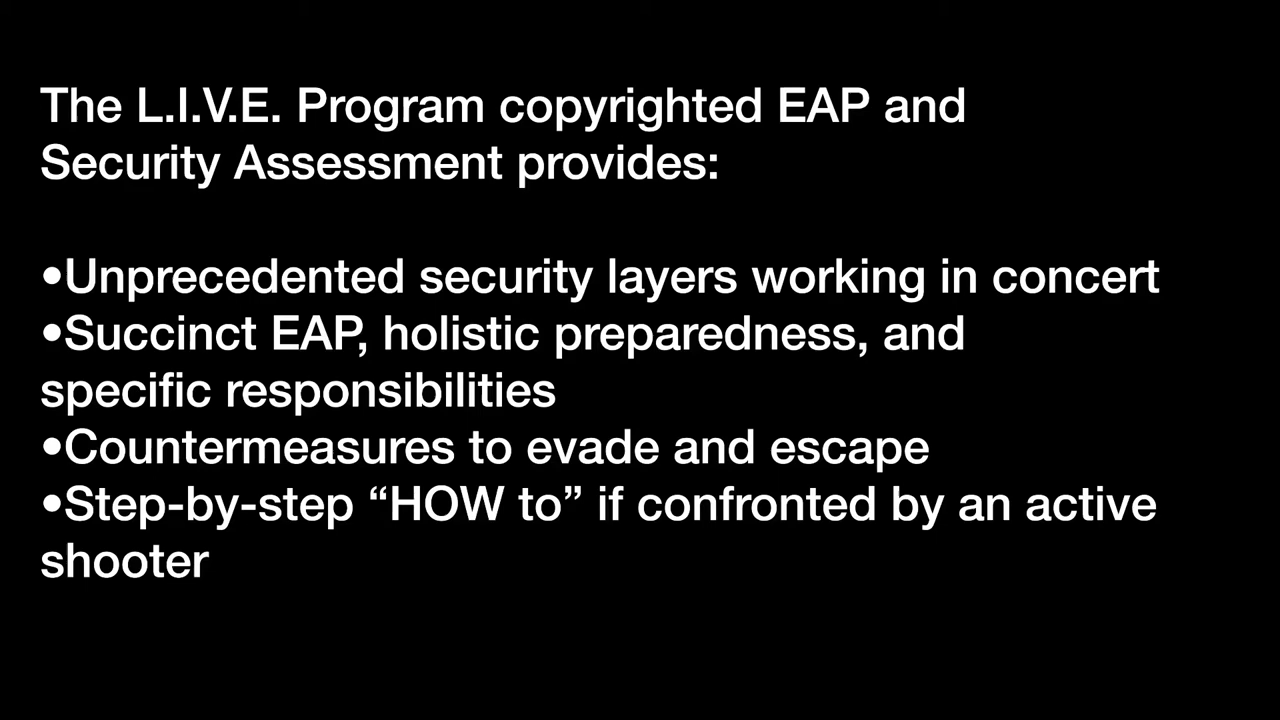 The L.I.V.E. Program copyrighted EAP and
Security Assessment provides:
•Unprecedented security layers working in concert
•Succinct EAP, holistic preparedness, and
specific responsibilities
•Countermeasures to evade and escape
•Step-by-step “HOW to” if confronted by an active
shooter